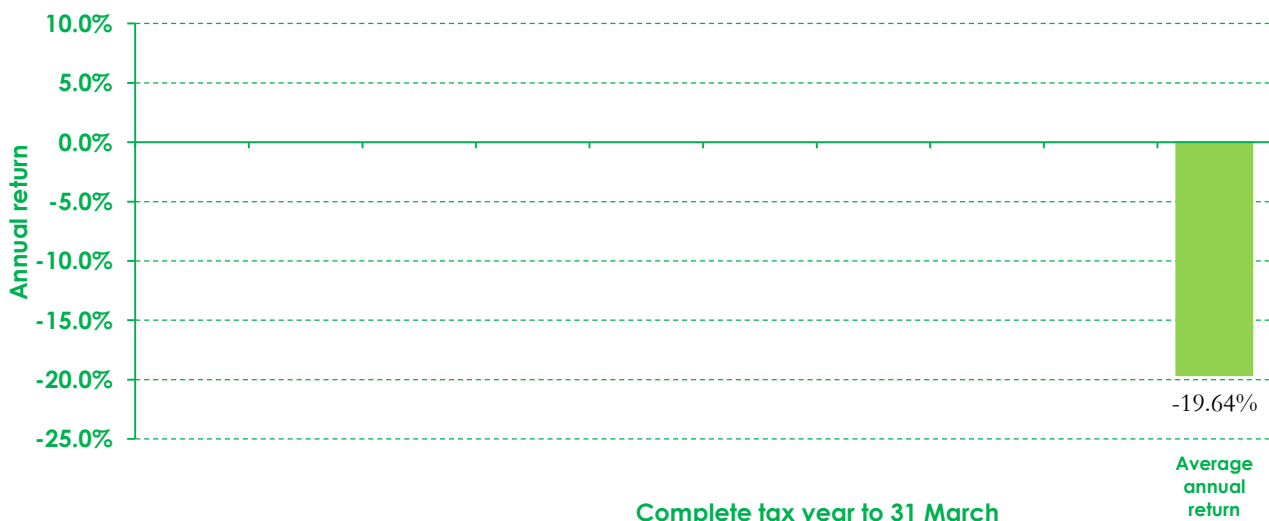 10.0%
5.0%
0.0%
-5.0%
-10.0%
-15.0%
-20.0%
-25.0%
Annual return
-19.64%
Average
annual
return
Complete tax year to 31 March